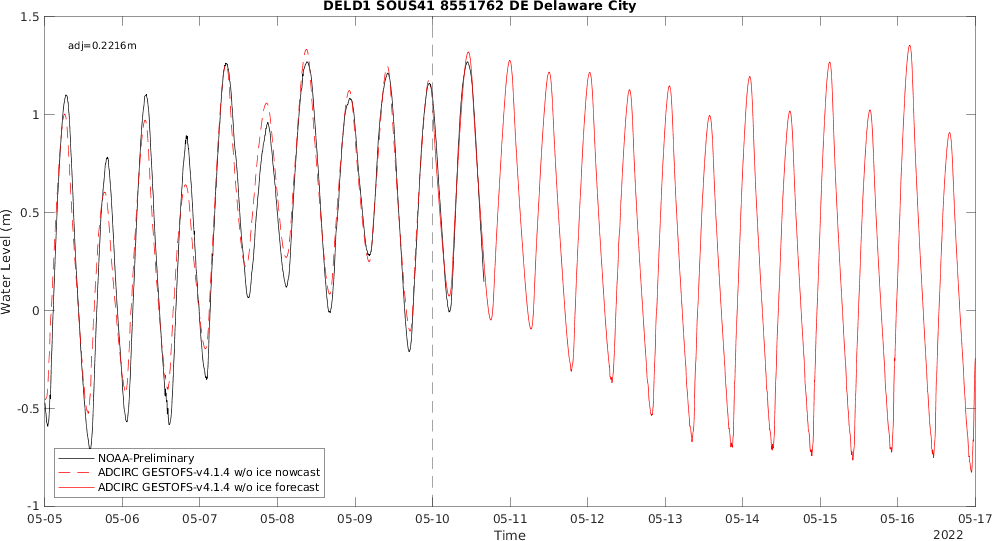 DELD1 SOUS41 8551762 DE Delaware City
1.5
adj=0.2216m
1
0.5
0
-0.5
-1
Water Level (m)
NOAA-Preliminary
ADCIRC GESTOFS-v4.1.4 w/o ice nowcast
ADCIRC GESTOFS-v4.1.4 w/o ice forecast
05-05 05-06 05-07 05-08 05-09 05-10 05-11 05-12 05-13 05-14 05-15 05-16 05-17
Time
2022